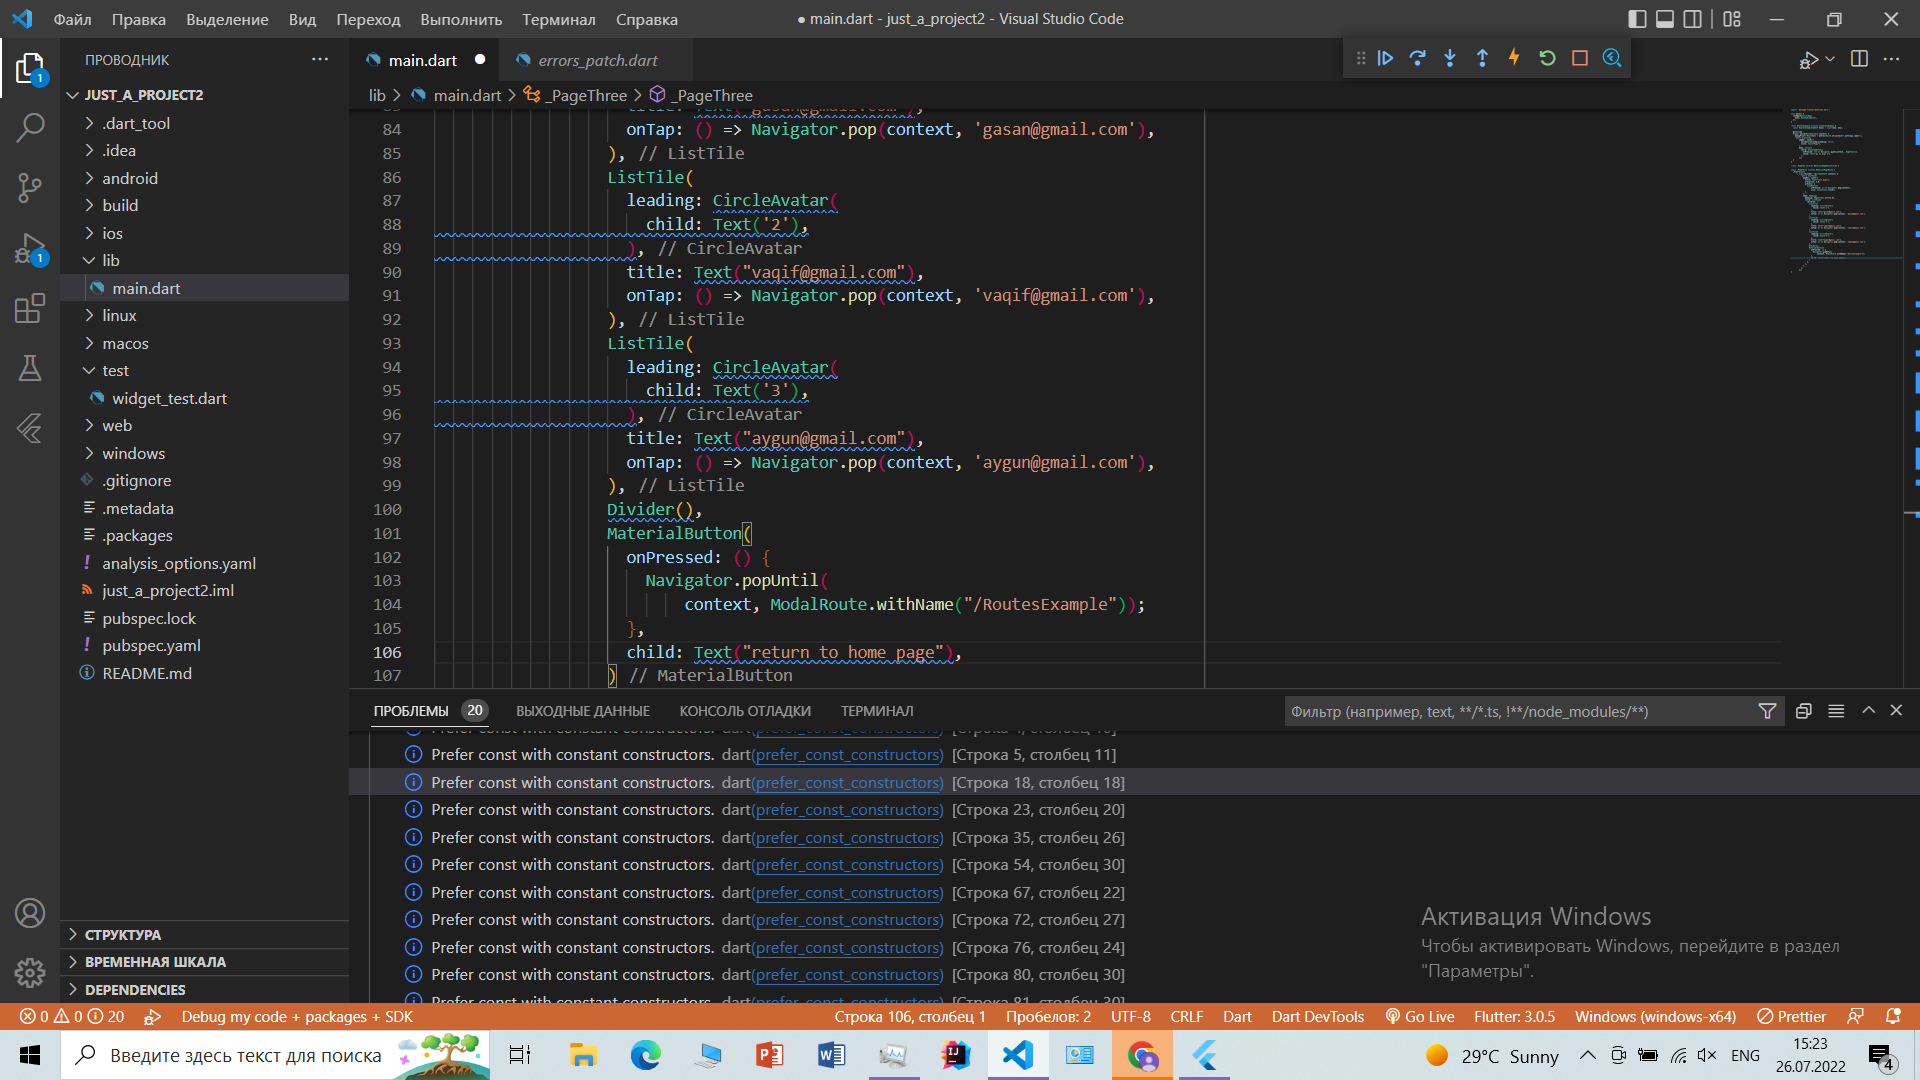 Файл Правка Выделение Вид Переход Выполнить Терминал Справка
● main.dart - just_a_project2 - Visual Studio Code
ПРОВОДНИК
main.dart
errors_patch.dart
JUST_A_PROJECT2
lib > main.dart > _PageThree > _PageThree
.dart_tool
.idea
android
build
ios
lib
main.dart
linux
macos
test
widget_test.dart
web
windows
.gitignore
.metadata
.packages
analysis_options.yaml
just_a_project2.iml
pubspec.lock
pubspec.yaml
README.md
СТРУКТУРА
ВРЕМЕННАЯ ШКАЛА
DEPENDENCIES
84 onTap: () => Navigator.pop(context, 'gasan@gmail.com'),
85 ), // ListTile
86 ListTile(
87 leading: CircleAvatar(
88 child: Text('2'),
89 ), // CircleAvatar
90 title: Text("vaqif@gmail.com"),
91 onTap: () => Navigator.pop(context, 'vaqif@gmail.com'),
92 ), // ListTile
93 ListTile(
94 leading: CircleAvatar(
95 child: Text('3'),
96 ), // CircleAvatar
97 title: Text("aygun@gmail.com"),
98 onTap: () => Navigator.pop(context, 'aygun@gmail.com'),
99 ), // ListTile
100 Divider(),
101 MaterialButton(
102 onPressed: () {
103 Navigator.popUntil(
104 context, ModalRoute.withName("/RoutesExample"));
105 },
106 child: Text("return to home page"),
107 ) // MaterialButton
ПРОБЛЕМЫ 20 ВЫХОДНЫЕ ДАННЫЕ КОНСОЛЬ ОТЛАДКИ ТЕРМИНАЛ
Фильтр (например, text, **/*.ts, !**/node_modules/**)
Prefer const with constant constructors. dart(prefer_const_constructors) [Строка 5, столбец 11]
Prefer const with constant constructors. dart(prefer_const_constructors) [Строка 18, столбец 18]
Prefer const with constant constructors. dart(prefer_const_constructors) [Строка 23, столбец 20]
Prefer const with constant constructors. dart(prefer_const_constructors) [Строка 35, столбец 26]
Prefer const with constant constructors. dart(prefer_const_constructors) [Строка 54, столбец 30]
Prefer const with constant constructors. dart(prefer_const_constructors) [Строка 67, столбец 22]
Prefer const with constant constructors. dart(prefer_const_constructors) [Строка 72, столбец 27]
Prefer const with constant constructors. dart(prefer_const_constructors) [Строка 76, столбец 24]
Prefer const with constant constructors. dart(prefer_const_constructors) [Строка 80, столбец 30]
Prefer const with constant constructors. dart(prefer_const_constructors) [Строка 81, столбец 30]
Активация Windows
Чтобы активировать Windows, перейдите в раздел
"Параметры".
0 0 20 Debug my code + packages + SDK
Строка 106, столбец 1 Пробелов: 2 UTF-8 CRLF Dart Dart DevTools Go Live Flutter: 3.0.5 Windows (windows-x64) Prettier
Введите здесь текст для поиска
29°C Sunny
ENG
15:23
26.07.2022
4